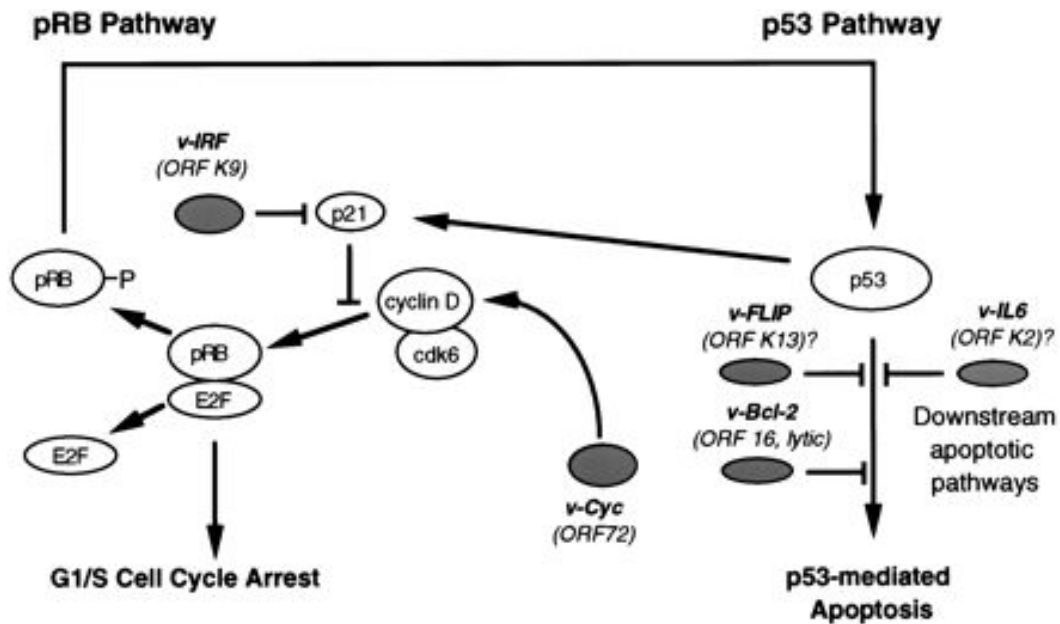 pRB Pathway
p53 Pathway
v-IRF
(ORF K9)
p21
pRB
P
cyclin D
cdk6
pRB
E2F
E2F
p53
v-FLIP
(ORF K13)?
v-IL6
(ORF K2)?
v-Bcl-2
(ORF 16, lytic)
Downstream
apoptotic
pathways
v-Cyc
(ORF72)
G1/S Cell Cycle Arrest
p53-mediated
Apoptosis